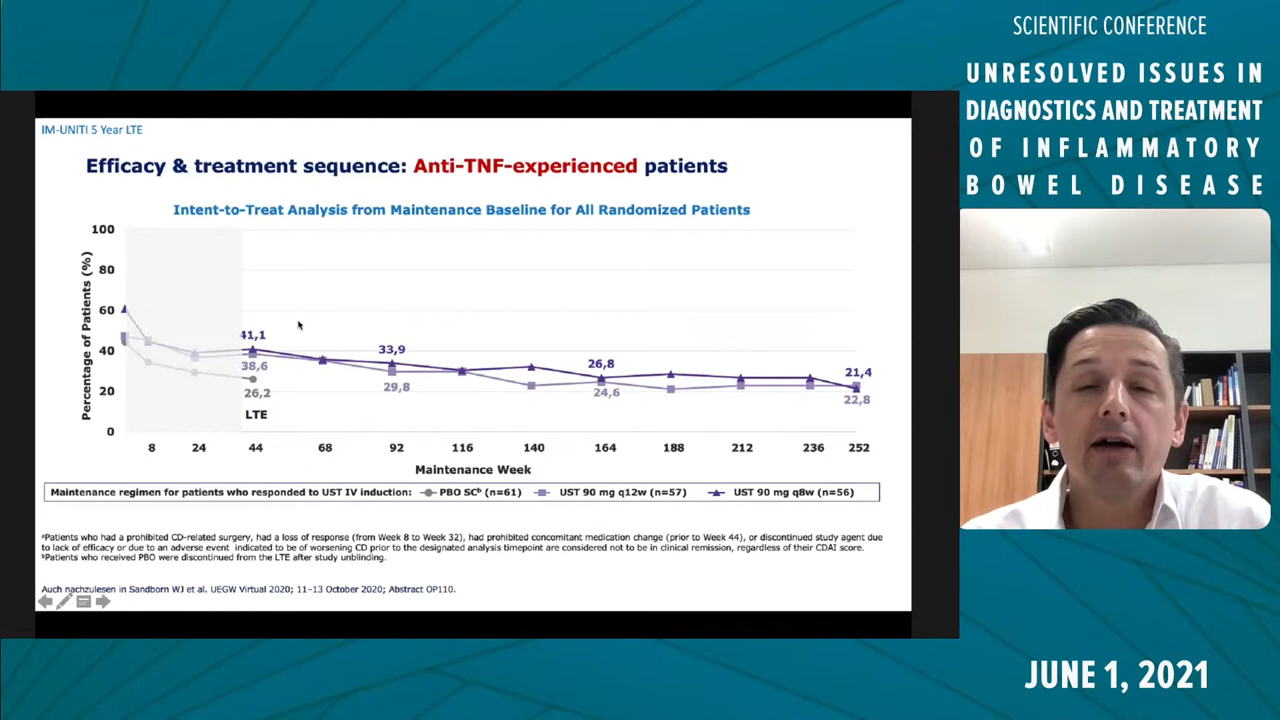 SCIENTIFIC CONFERENCE
UNRESOLVED ISSUES IN
DIAGNOSTICS AND TREATMENT
OF INFLAMMATORY
BOWEL DISEASE
IM-UNITI 5 Year LTE
Efficacy & treatment sequence: Anti-TNF-experienced patients
Intent-to-Treat Analysis from Maintenance Baseline for All Randomized Patients
Percentage of Patients (%)
100
80
60
40
20
0
41,1
38,6
26,2
LTE
33,9
29,8
26,8
24,6
21,4
22,8
8 24 44 68 92 116 140 164 188 212 236 252
Maintenance Week
Maintenance regimen for patients who responded to UST IV induction: PBO SCᵇ (n=61) UST 90 mg q12w (n=57) UST 90 mg q8w (n=56)
ᵃPatients who had a prohibited CD-related surgery, had a loss of response (from Week 8 to Week 32), had prohibited concomitant medication change (prior to Week 44), or discontinued study agent due
to lack of efficacy or due to an adverse event indicated to be of worsening CD prior to the designated analysis timepoint are considered not to be in clinical remission, regardless of their CDAI score.
ᵇPatients who received PBO were discontinued from the LTE after study unblinding.
Auch nachzulesen in Sandborn WJ et al. UEGW Virtual 2020; 11–13 October 2020; Abstract OP110.
JUNE 1, 2021